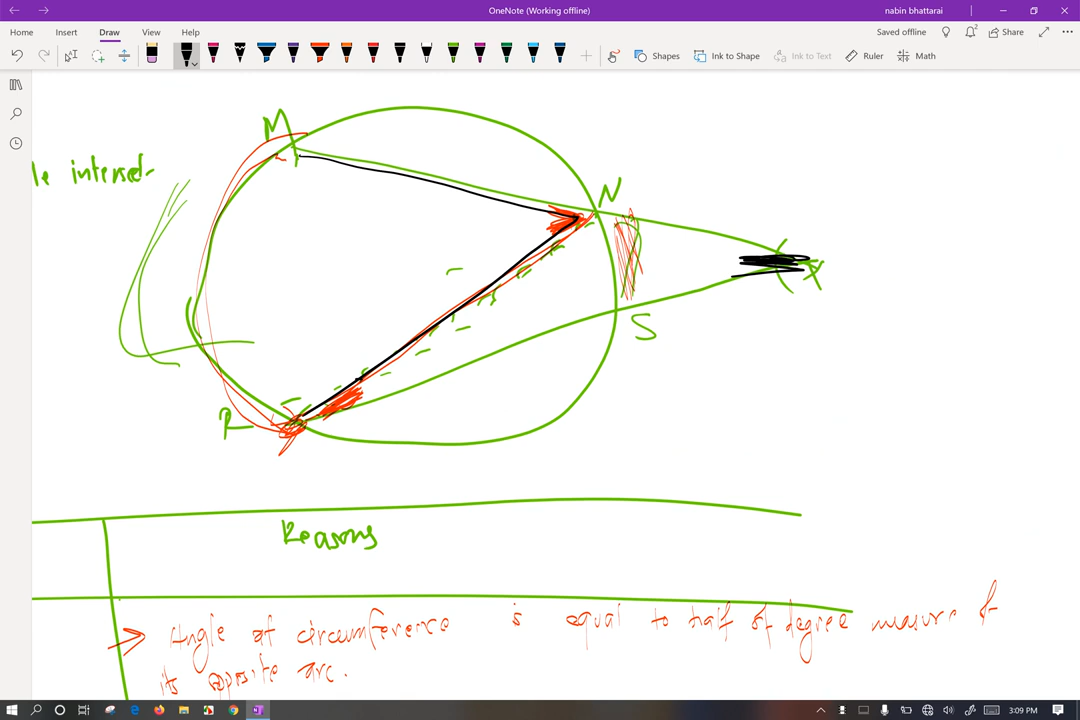 OneNote (Working offline)
nabin bhattarai
Home
Insert
Draw
View
Help
Saved offline
Share
Shapes
Ink to Shape
Ink to Text
Ruler
Math
M
le interset-
N
X
S
R
Reasons
Angle at circumference is equal to half of degree measure of
its opposite arc.
3:09 PM